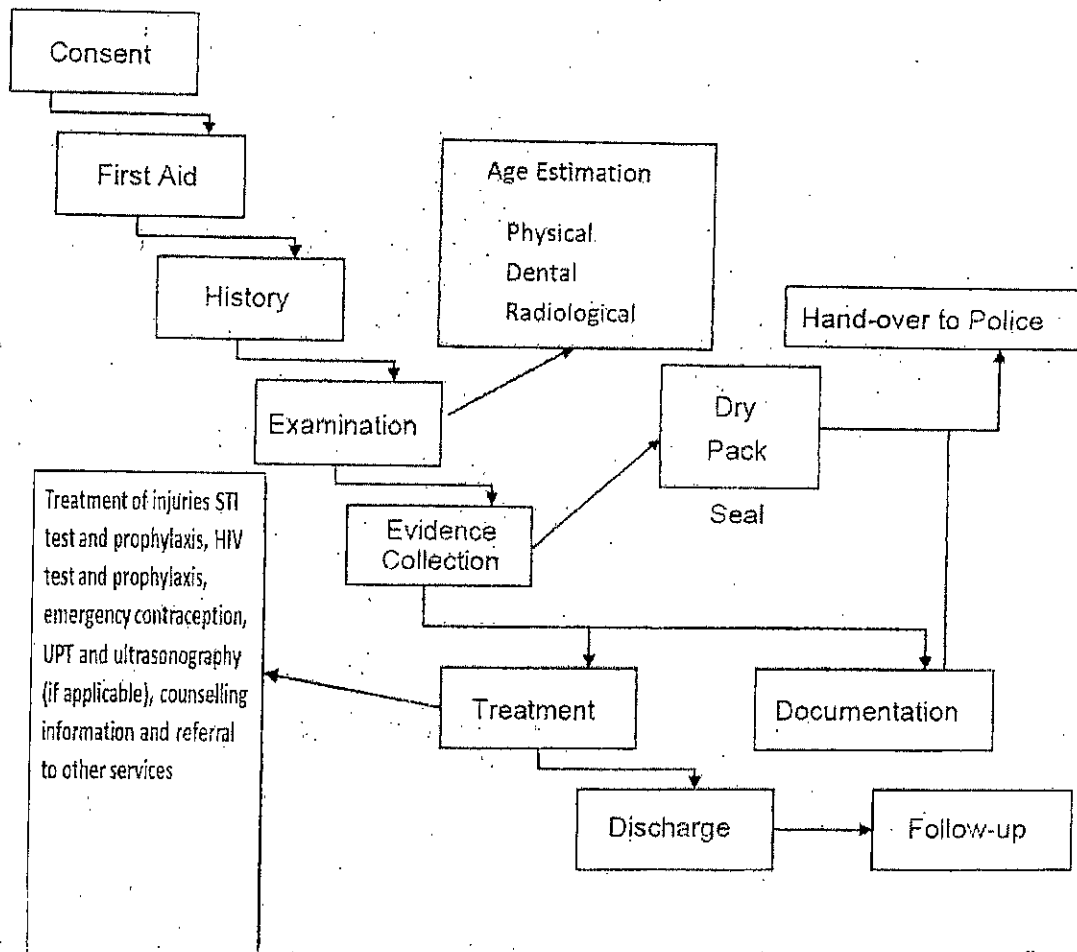 Consent
First Aid
Age Estimation
Physical
Dental
Radiological
History
Hand-over to Police
Examination
Dry
Pack
Seal
Evidence
Collection
Treatment of injuries STI
test and prophylaxis, HIV
test and prophylaxis,
emergency contraception,
UPT and ultrasonography
(if applicable), counselling
information and referral
to other services
Treatment
Documentation
Discharge
Follow-up